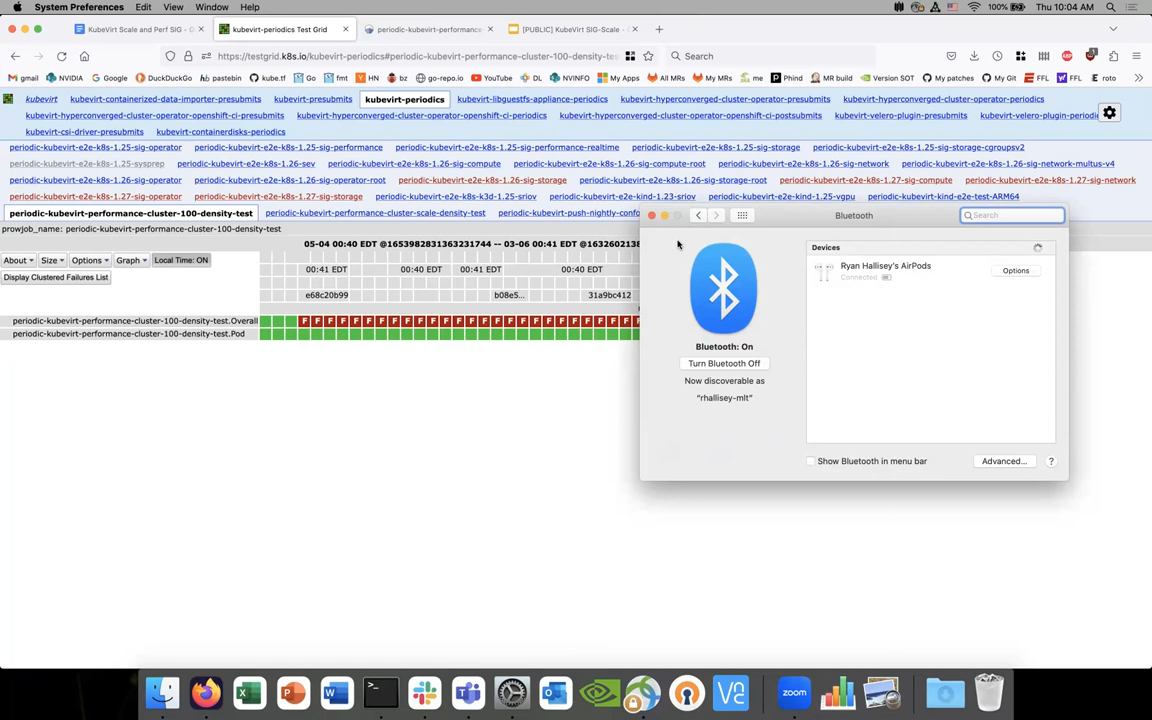 System Preferences Edit View Window Help Thu 10:04 AM
KubeVirt Scale and Perf SIG - kubevirt-periodics Test Grid periodic-kubevirt-performance- [PUBLIC] KubeVirt SIG-Scale -
https://testgrid.k8s.io/kubevirt-periodics#periodic-kubevirt-performance-cluster-100-density-tes Search
gmail NVIDIA Google DuckDuckGo pastebin kube.tf Go fmt HN bz go-repo.io YouTube DL NVINFO My Apps All MRs My MRs me Phind MR build Version SOT My patches My Git FFL FFL roto
kubevirt kubevirt-containerized-data-importer-presubmits kubevirt-presubmits kubevirt-periodics kubevirt-libguestfs-appliance-periodics kubevirt-hyperconverged-cluster-operator-presubmits kubevirt-hyperconverged-cluster-operator-periodics
kubevirt-hyperconverged-cluster-operator-openshift-ci-presubmits kubevirt-hyperconverged-cluster-operator-openshift-ci-periodics kubevirt-hyperconverged-cluster-operator-openshift-ci-postsubmits kubevirt-velero-plugin-presubmits kubevirt-velero-plugin-periodic
kubevirt-csi-driver-presubmits kubevirt-containerdisks-periodics
periodic-kubevirt-e2e-k8s-1.25-sig-operator periodic-kubevirt-e2e-k8s-1.25-sig-performance periodic-kubevirt-e2e-k8s-1.25-sig-performance-realtime periodic-kubevirt-e2e-k8s-1.25-sig-storage periodic-kubevirt-e2e-k8s-1.25-sig-storage-cgroupsv2
periodic-kubevirt-e2e-k8s-1.25-sysprep periodic-kubevirt-e2e-k8s-1.26-sev periodic-kubevirt-e2e-k8s-1.26-sig-compute periodic-kubevirt-e2e-k8s-1.26-sig-compute-root periodic-kubevirt-e2e-k8s-1.26-sig-network periodic-kubevirt-e2e-k8s-1.26-sig-network-multus-v4
periodic-kubevirt-e2e-k8s-1.26-sig-operator periodic-kubevirt-e2e-k8s-1.26-sig-operator-root periodic-kubevirt-e2e-k8s-1.26-sig-storage periodic-kubevirt-e2e-k8s-1.26-sig-storage-root periodic-kubevirt-e2e-k8s-1.27-sig-compute periodic-kubevirt-e2e-k8s-1.27-sig-network
periodic-kubevirt-e2e-k8s-1.27-sig-operator periodic-kubevirt-e2e-k8s-1.27-sig-storage periodic-kubevirt-e2e-k3d-1.25-sriov periodic-kubevirt-e2e-kind-1.23-sriov periodic-kubevirt-e2e-kind-1.25-vgpu periodic-kubevirt-kind-e2e-test-ARM64
periodic-kubevirt-performance-cluster-100-density-test periodic-kubevirt-performance-cluster-scale-density-test periodic-kubevirt-push-nightly-confo
prowjob_name: periodic-kubevirt-performance-cluster-100-density-test
05-04 00:40 EDT @1653982831363231744 -- 03-06 00:41 EDT @1632602138
About Size Options Graph Local Time: ON
00:41 EDT 00:40 EDT 00:41 EDT 00:40 EDT
Display Clustered Failures List
e68c20b99 b08e5... 31a9bc412
periodic-kubevirt-performance-cluster-100-density-test.Overall F F F F F F F F F F F F F F F F F F F F F F F F F F
periodic-kubevirt-performance-cluster-100-density-test.Pod
Bluetooth Search
Devices
Ryan Hallisey's AirPods
Connected
Options
Bluetooth: On
Turn Bluetooth Off
Now discoverable as
“rhallisey-mlt”
Show Bluetooth in menu bar Advanced... ?
zoom